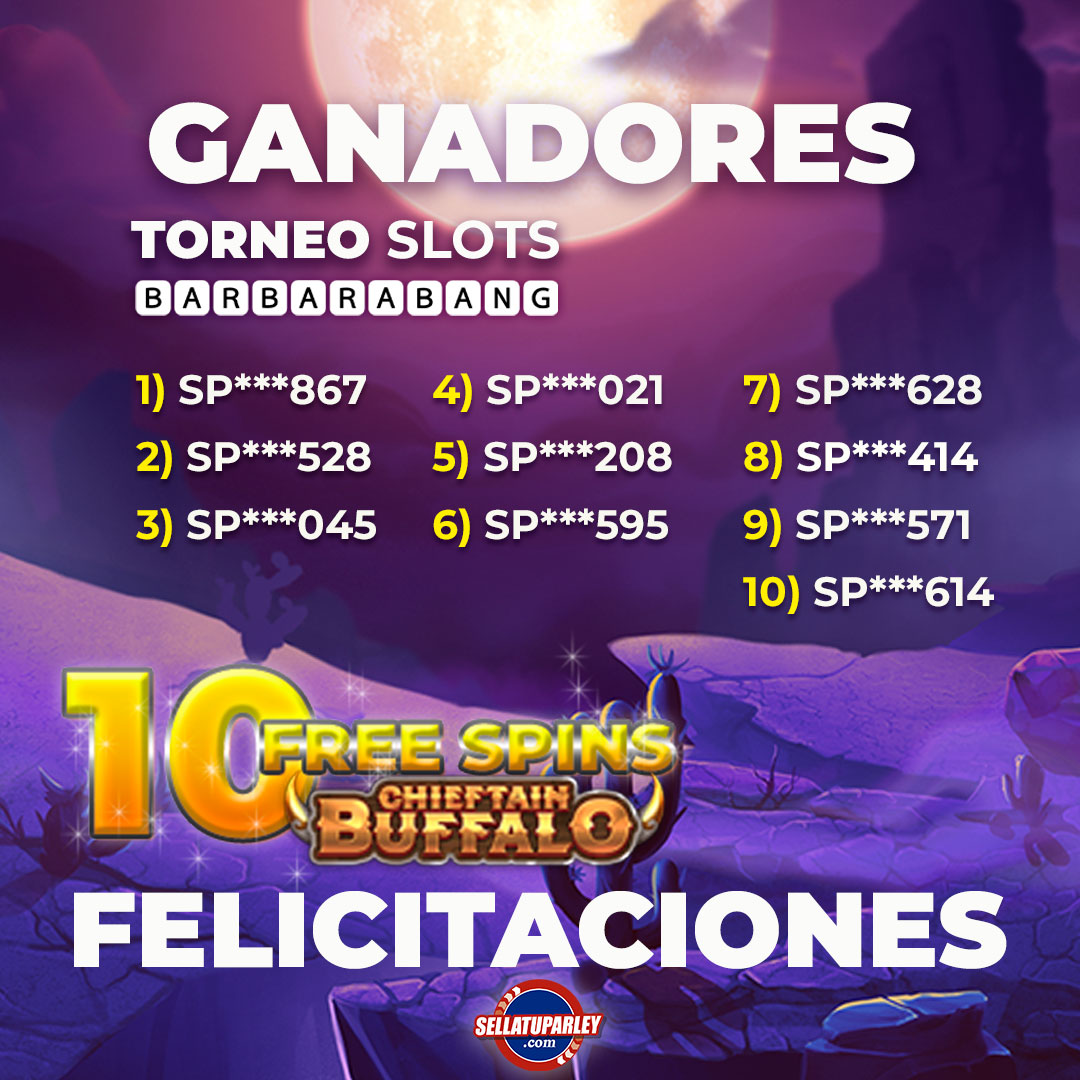 GANADORES
TORNEO SLOTS
BARBARABANG
1) SP***867
2) SP***528
3) SP***045
4) SP***021
5) SP***208
6) SP***595
7) SP***628
8) SP***414
9) SP***571
10) SP***614
10 FREE SPINS
CHIEFTAIN
BUFFALO
FELICITACIONES
SELLATUPARLEY
.com